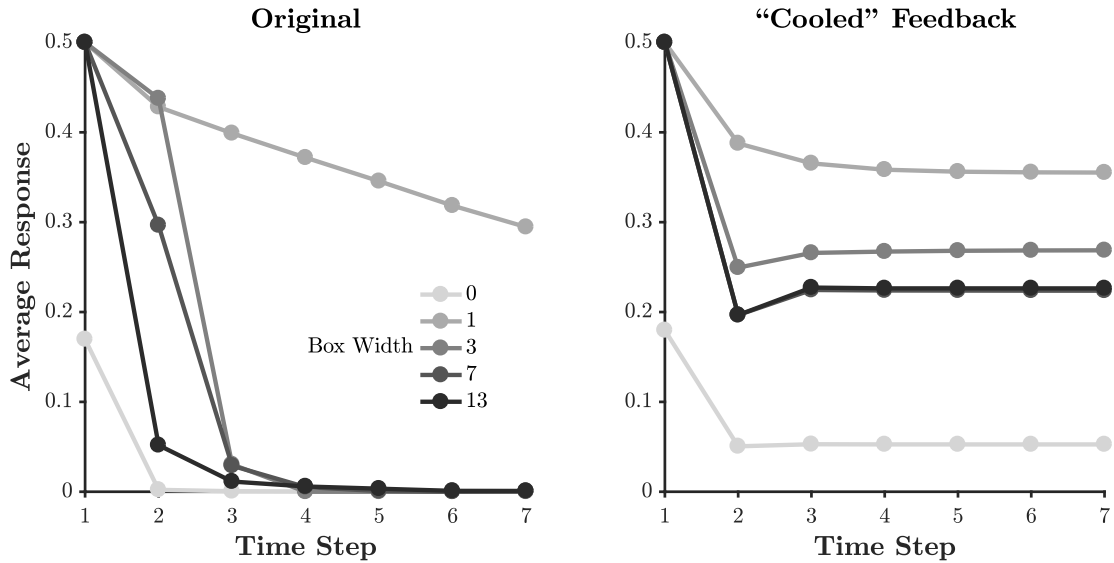 Original
“Cooled” Feedback
Average Response
0.5
0.4
0.3
0.2
0.1
0
1 2 3 4 5 6 7
Time Step
Box Width
0
1
3
7
13
0.5
0.4
0.3
0.2
0.1
0
1 2 3 4 5 6 7
Time Step